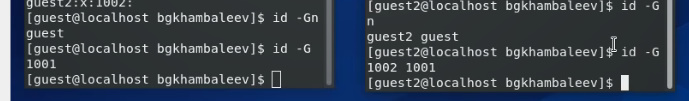 guest2:x:1002:
[guest@localhost bgkhambaleev]$ id -Gn
guest
[guest@localhost bgkhambaleev]$ id -G
1001
[guest@localhost bgkhambaleev]$
[guest2@localhost bgkhambaleev]$ id -G
n
guest2 guest
[guest2@localhost bgkhambaleev]$ id -G
1002 1001
[guest2@localhost bgkhambaleev]$